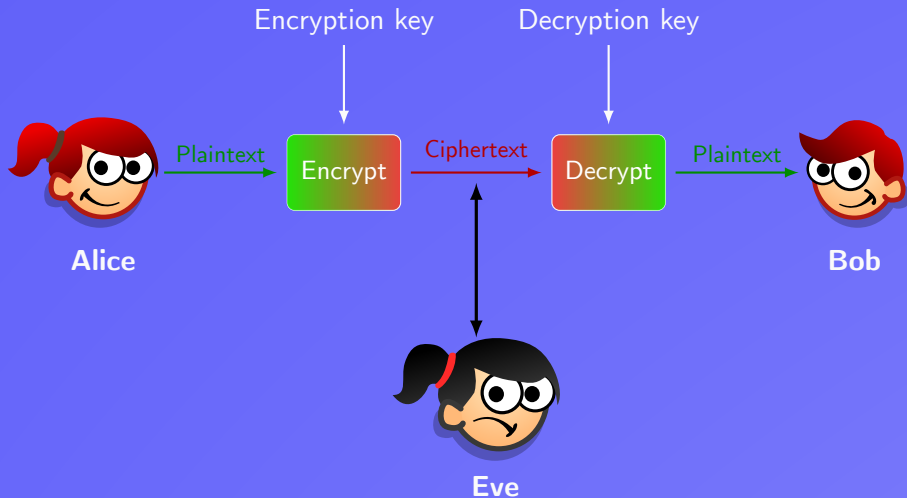 Encryption key
Decryption key
Plaintext
Encrypt
Ciphertext
Decrypt
Plaintext
Alice
Bob
Eve